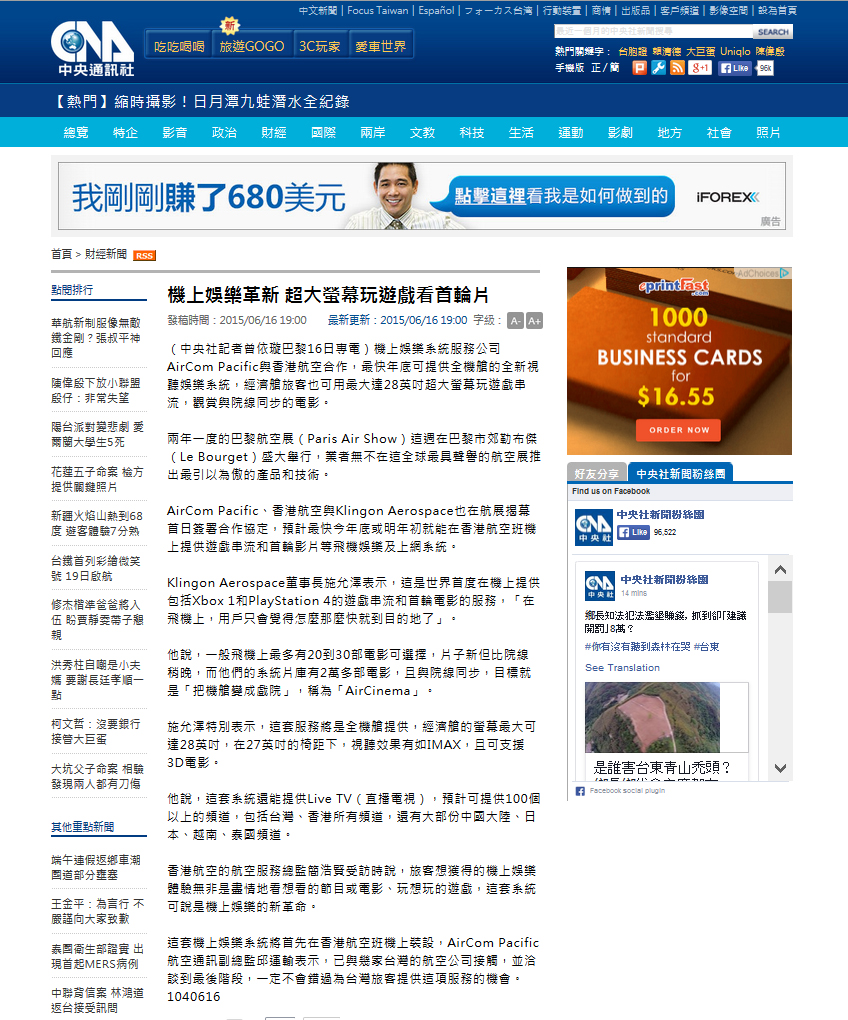 中文新聞 | Focus Taiwan | Español | フォーカス台湾 | 行動裝置 | 商情 | 出版品 | 客戶頻道 | 影像空間 | 設為首頁
CNA
中央通訊社
吃吃喝喝
新
旅遊GOGO
3C玩家
愛車世界
最近一個月的中央社新聞搜尋
SEARCH
熱門關鍵字： 台胞證 賴清德 大巨蛋 Uniqlo 陳偉殷
手機版 正/簡
g+1
Like
96k
【熱門】縮時攝影！日月潭九蛙潛水全紀錄
總覽 特企 影音 政治 財經 國際 兩岸 文教 科技 生活 運動 影劇 地方 社會 照片
我剛剛賺了680美元
點擊這裡看我是如何做到的
iFOREX
廣告
首頁 > 財經新聞 RSS
點閱排行
華航新制服像無敵
鐵金剛？張叔平神
回應
陳偉殷下放小聯盟
殷仔：非常失望
陽台派對變悲劇 愛
爾蘭大學生5死
花蓮五子命案 檢方
提供關鍵照片
新疆火焰山熱到68
度 遊客體驗7分熟
台鐵首列彩繪微笑
號 19日啟航
修杰楷準爸爸將入
伍 盼賈靜雯帶子懇
親
洪秀柱自嘲是小夫
媽 要謝長廷孝順一
點
柯文哲：沒要銀行
接管大巨蛋
大坑父子命案 相驗
發現兩人都有刀傷
其他重點新聞
端午連假返鄉車潮
國道部分壅塞
王金平：為言行 不
嚴謹向大家致歉
泰國衛生部證實 出
現首起MERS病例
中聯背信案 林鴻道
返台接受訊問
機上娛樂革新 超大螢幕玩遊戲看首輪片
發稿時間：2015/06/16 19:00 最新更新：2015/06/16 19:00 字級： A- A+
（中央社記者曾依璇巴黎16日專電）機上娛樂系統服務公司
AirCom Pacific與香港航空合作，最快年底可提供全機艙的全新視
聽娛樂系統，經濟艙旅客也可用最大達28英吋超大螢幕玩遊戲串
流，觀賞與院線同步的電影。
兩年一度的巴黎航空展（Paris Air Show）這週在巴黎市郊勒布傑
（Le Bourget）盛大舉行，業者無不在這全球最具聲譽的航空展推
出最引以為傲的產品和技術。
AirCom Pacific、香港航空與Klingon Aerospace也在航展揭幕
首日簽署合作協定，預計最快今年底或明年初就能在香港航空班機
上提供遊戲串流和首輪影片等飛機娛樂及上網系統。
Klingon Aerospace董事長施允澤表示，這是世界首度在機上提供
包括Xbox 1和PlayStation 4的遊戲串流和首輪電影的服務，「在
飛機上，用戶只會覺得怎麼那麼快就到目的地了」。
他說，一般飛機上最多有20到30部電影可選擇，片子新但比院線
稍晚，而他們的系統片庫有2萬多部電影，且與院線同步，目標就
是「把機艙變成戲院」，稱為「AirCinema」。
施允澤特別表示，這套服務將是全機艙提供，經濟艙的螢幕最大可
達28英吋，在27英吋的椅距下，視聽效果有如IMAX，且可支援
3D電影。
他說，這套系統還能提供Live TV（直播電視），預計可提供100個
以上的頻道，包括台灣、香港所有頻道，還有大部份中國大陸、日
本、越南、泰國頻道。
香港航空的航空服務總監簡浩賢受訪時說，旅客想獲得的機上娛樂
體驗無非是盡情地看想看的節目或電影、玩想玩的遊戲，這套系統
可說是機上娛樂的新革命。
這套機上娛樂系統將首先在香港航空班機上裝設，AirCom Pacific
航空通訊副總監邱運輸表示，已與幾家台灣的航空公司接觸，並洽
談到最後階段，一定不會錯過為台灣旅客提供這項服務的機會。
1040616
AdChoices
eprintfast
.com
1000
standard
BUSINESS CARDS
for
$16.55
ORDER NOW
好友分享 中央社新聞粉絲團
Find us on Facebook
中央社新聞粉絲團
Like 96,522
中央社新聞粉絲團
14 mins
鄉長知法犯法濫墾賺錢, 抓到卻「建議
開罰」8萬？
#你有沒有聽到森林在哭 #台東
See Translation
是誰害台東青山禿頭？
Facebook social plugin